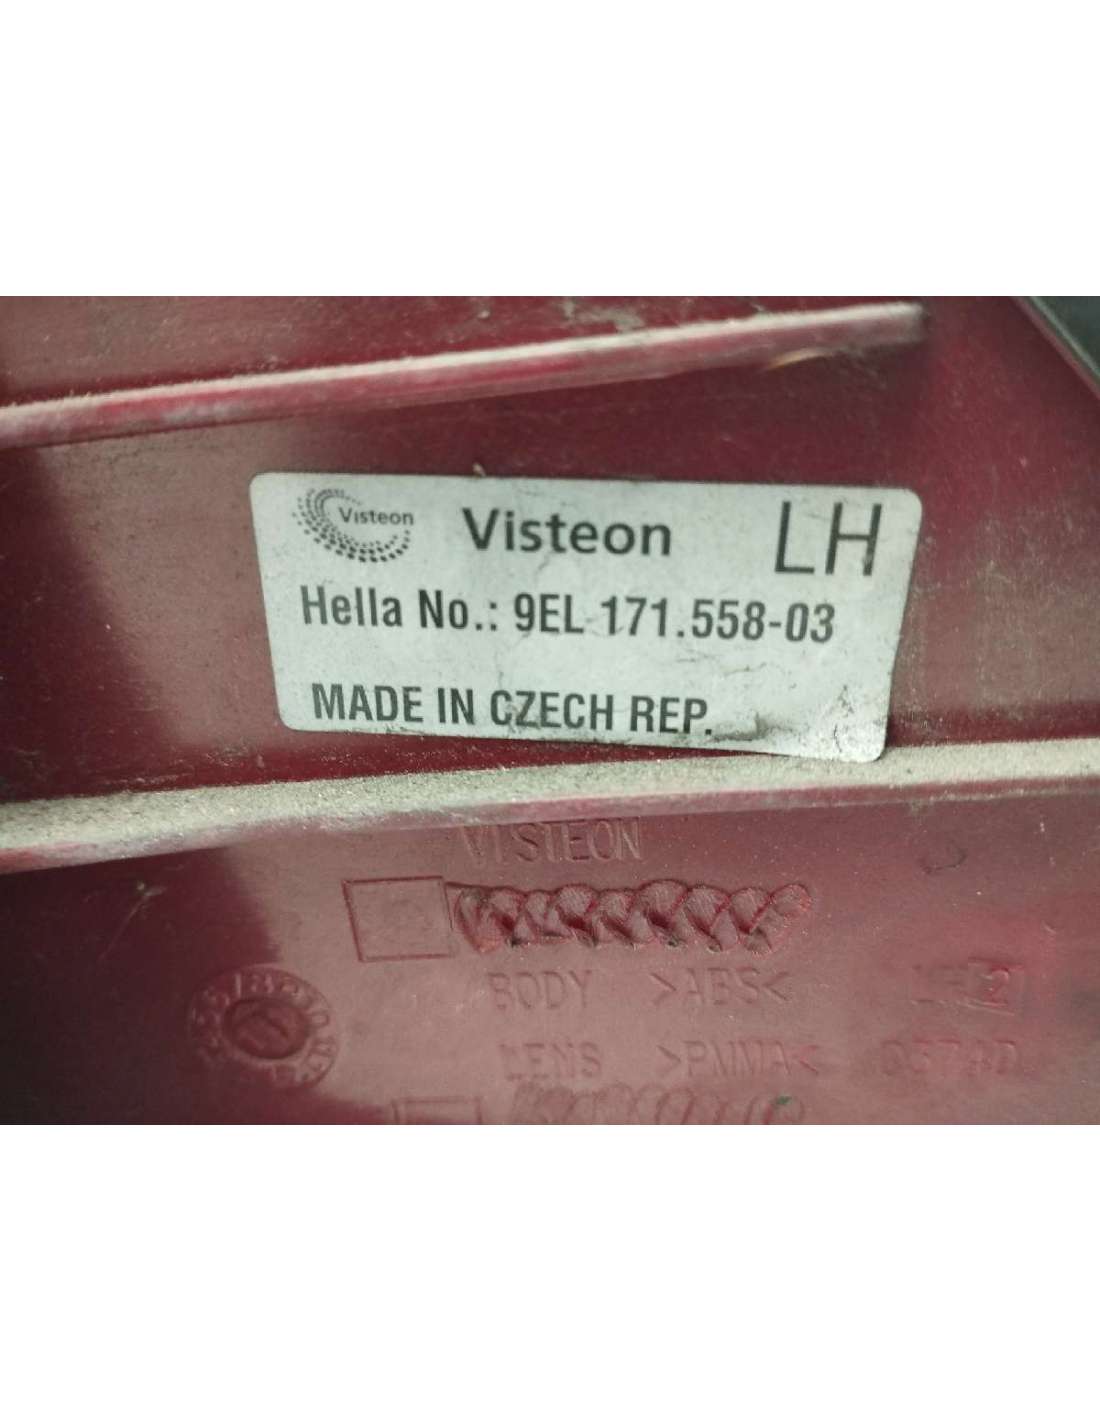 Visteon Visteon LH
Hella No.: 9EL 171.558-03
MADE IN CZECH REP.
VISTEON
BODY >ABS<
LENS >PMMA<